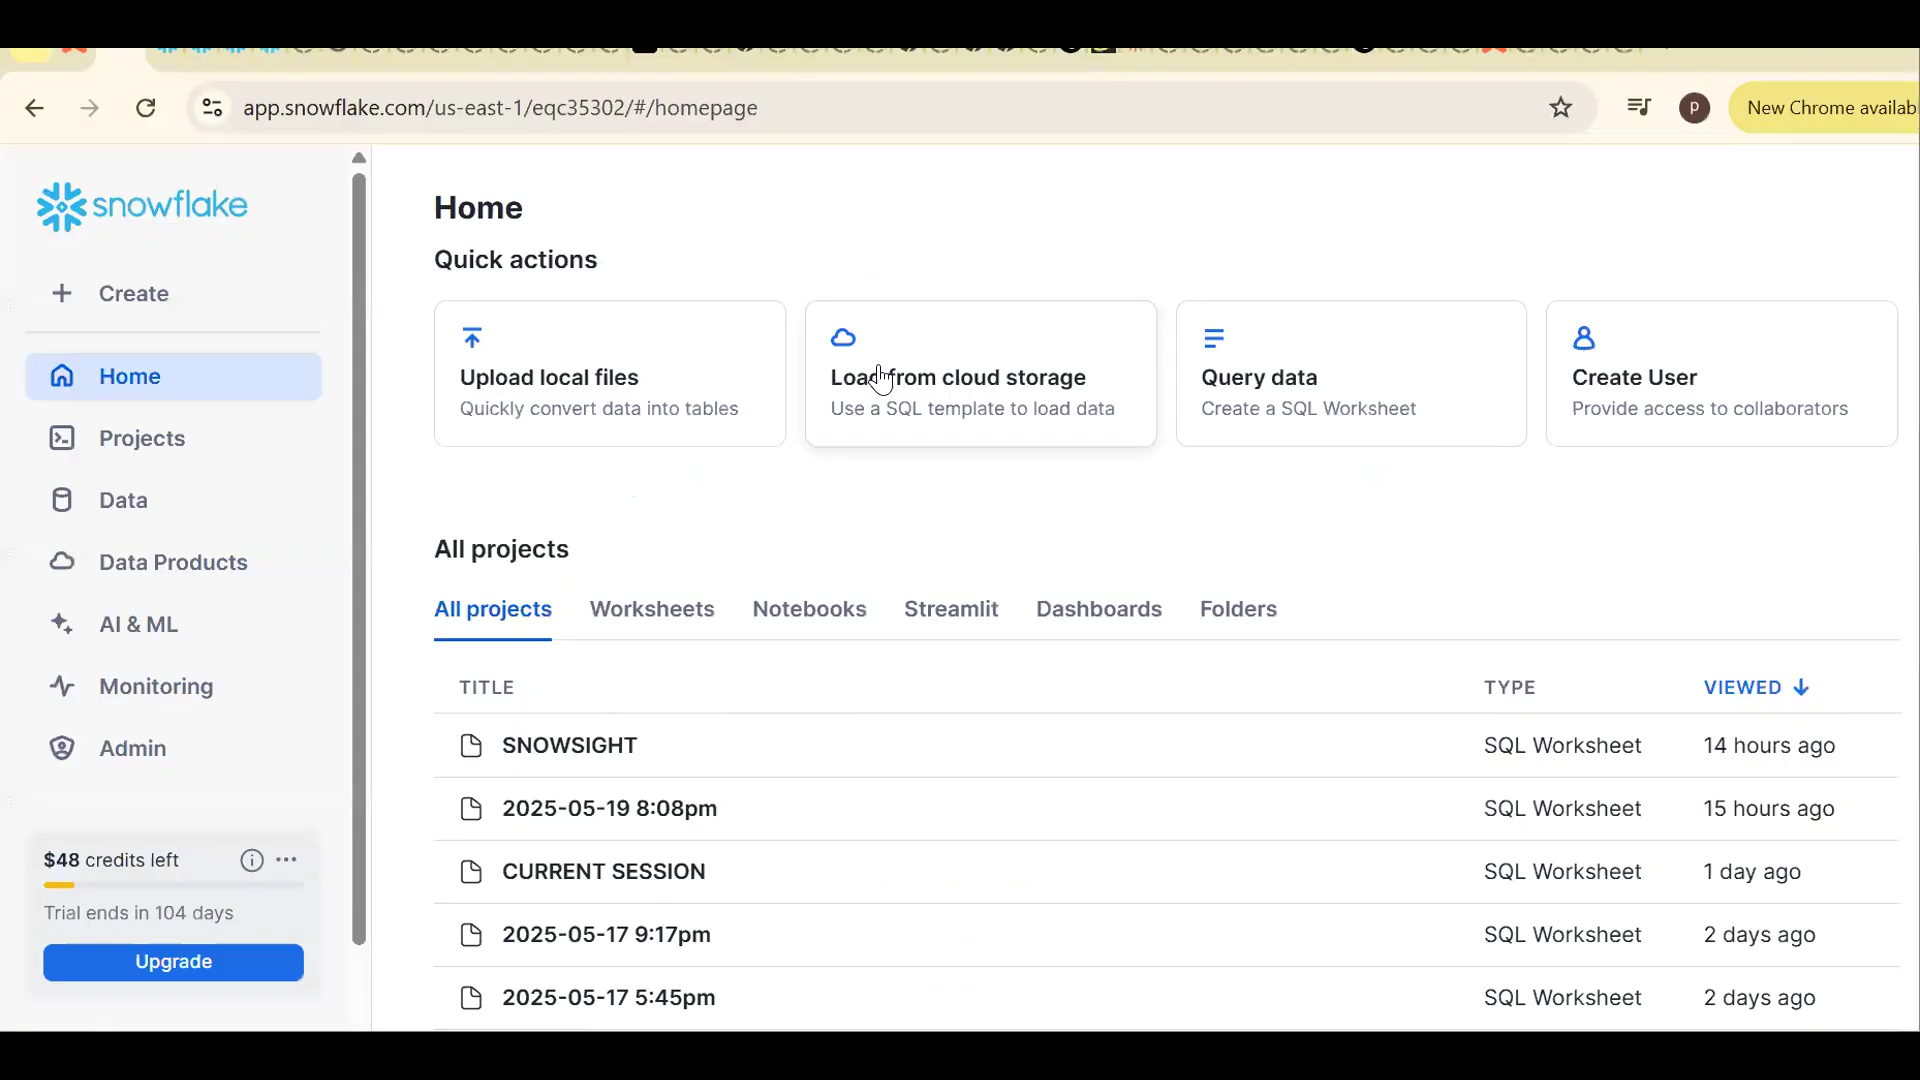 app.snowflake.com/us-east-1/eqc35302/#/homepage
p
New Chrome availab
snowflake
Create
Home
Projects
Data
Data Products
AI & ML
Monitoring
Admin
$48 credits left
Trial ends in 104 days
Upgrade
Home
Quick actions
Upload local files
Quickly convert data into tables
Load from cloud storage
Use a SQL template to load data
Query data
Create a SQL Worksheet
Create User
Provide access to collaborators
All projects
All projects Worksheets Notebooks Streamlit Dashboards Folders
TITLE TYPE VIEWED
SNOWSIGHT SQL Worksheet 14 hours ago
2025-05-19 8:08pm SQL Worksheet 15 hours ago
CURRENT SESSION SQL Worksheet 1 day ago
2025-05-17 9:17pm SQL Worksheet 2 days ago
2025-05-17 5:45pm SQL Worksheet 2 days ago